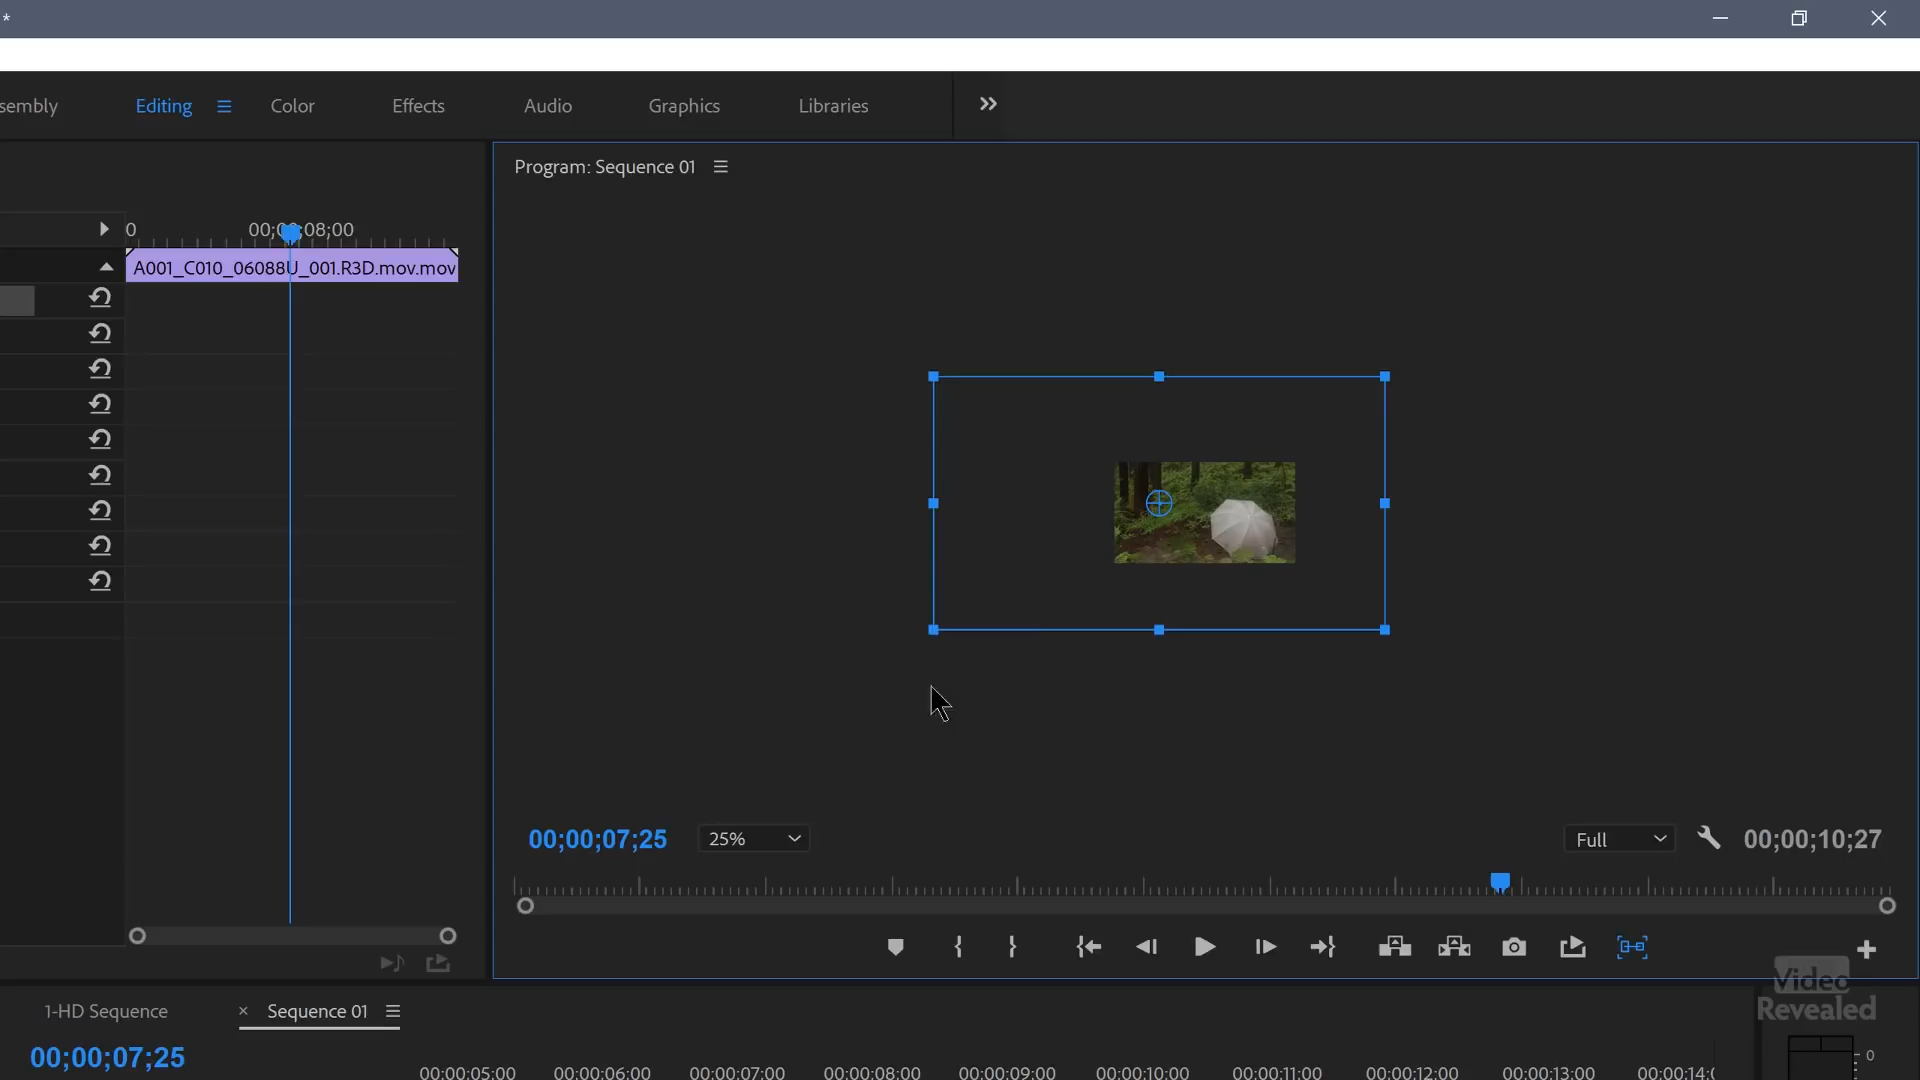 *
sembly Editing Color Effects Audio Graphics Libraries
Program: Sequence 01
0 00;00;08;00
A001_C010_06088U_001.R3D.mov.mov
00;00;07;25 25% Full 00;00;10;27
Video
Revealed
1-HD Sequence × Sequence 01
00;00;07;25
0
00:00:05:00 00:00:06:00 00:00:07:00 00:00:08:00 00:00:09:00 00:00:10:00 00:00:11:00 00:00:12:00 00:00:13:00 00:00:14:0